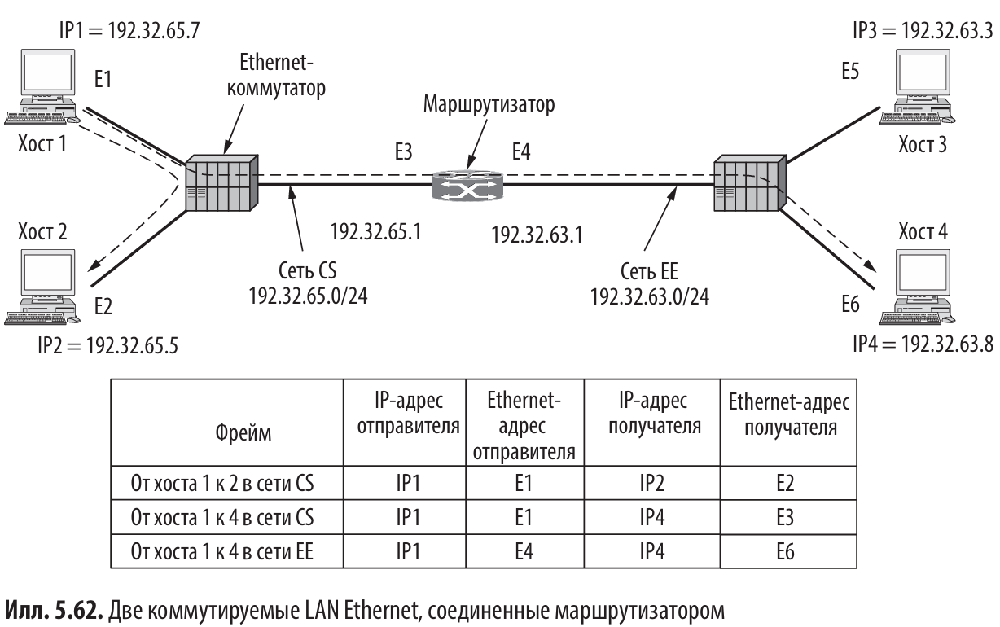 IP1 = 192.32.65.7
IP3 = 192.32.63.3
E1
Ethernet-
коммутатор
E5
Маршрутизатор
Хост 1
E3
E4
Хост 3
Хост 2
192.32.65.1
192.32.63.1
Хост 4
Сеть CS
192.32.65.0/24
Сеть EE
192.32.63.0/24
E2
E6
IP2 = 192.32.65.5
IP4 = 192.32.63.8
Фрейм
IP-адрес
отправителя
Ethernet-
адрес
отправителя
IP-адрес
получателя
Ethernet-адрес
получателя
От хоста 1 к 2 в сети CS IP1 E1 IP2 E2
От хоста 1 к 4 в сети CS IP1 E1 IP4 E3
От хоста 1 к 4 в сети EE IP1 E4 IP4 E6
Илл. 5.62. Две коммутируемые LAN Ethernet, соединенные маршрутизатором